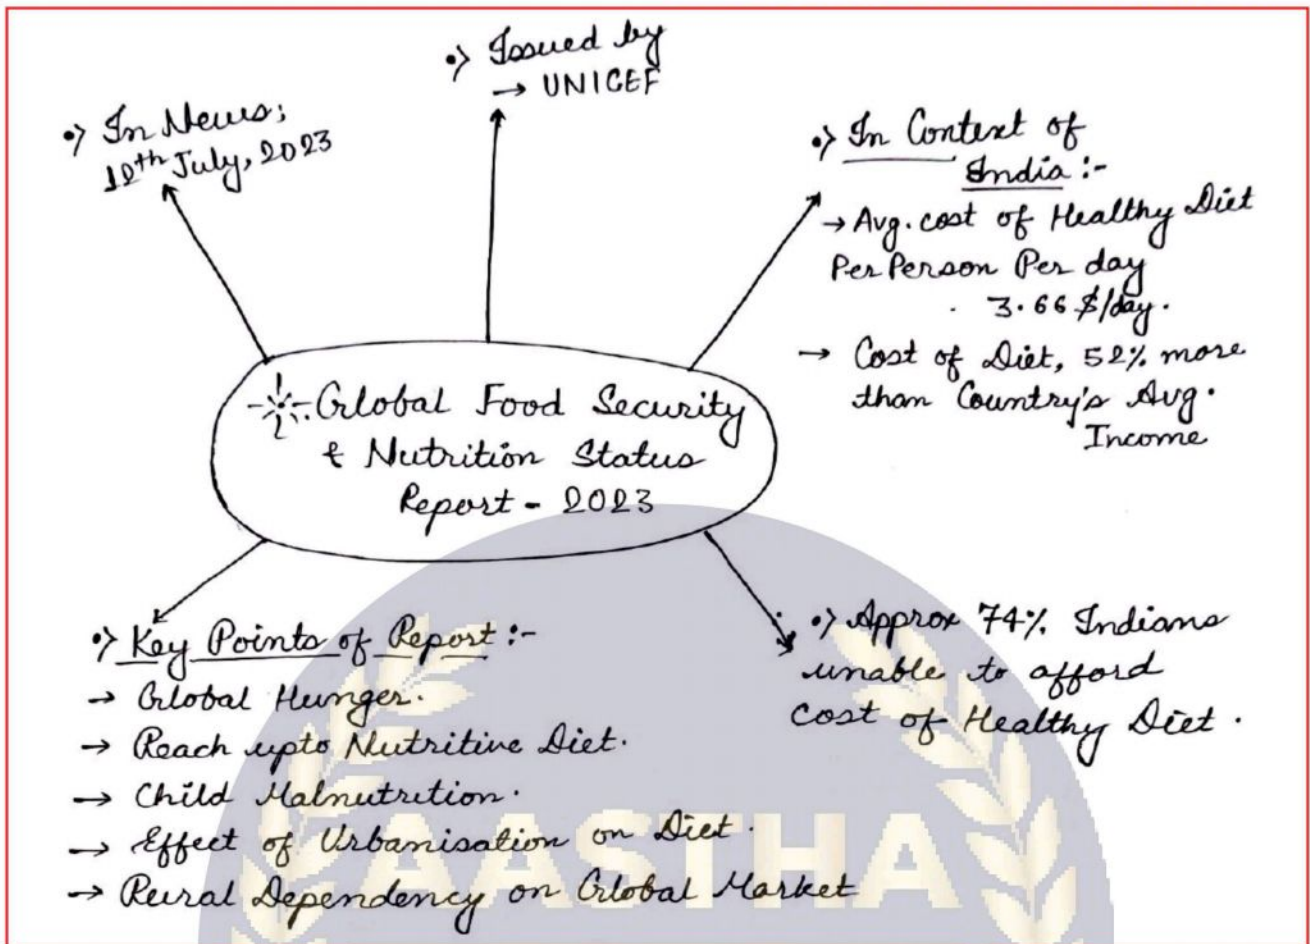 •> Issued by
→ UNICEF
•> In News;
12th July, 2023
•> In Context of
India :-
→ Avg. cost of Healthy Diet
Per Person Per day
3.66 $/day.
→ Cost of Diet, 52% more
than Country's Avg.
Income
Global Food Security
& Nutrition Status
Report - 2023
•> Key Points of Report :-
→ Global Hunger.
→ Reach upto Nutritive Diet.
→ Child Malnutrition.
→ Effect of Urbanisation on Diet.
→ Rural Dependency on Global Market
•> Approx 74% Indians
unable to afford
cost of Healthy Diet.
AASTHA